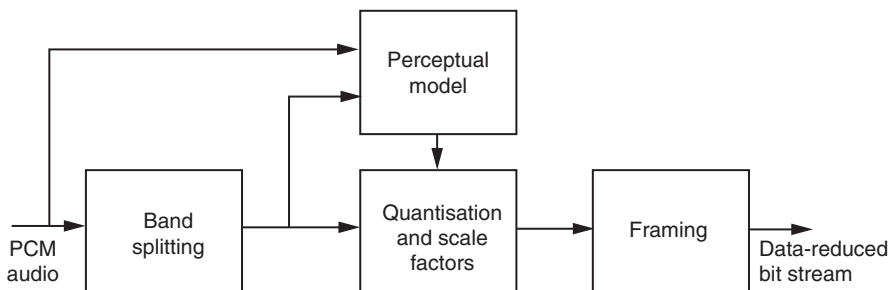 Perceptual
model
PCM
audio
Band
splitting
Quantisation
and scale
factors
Framing
Data-reduced
bit stream